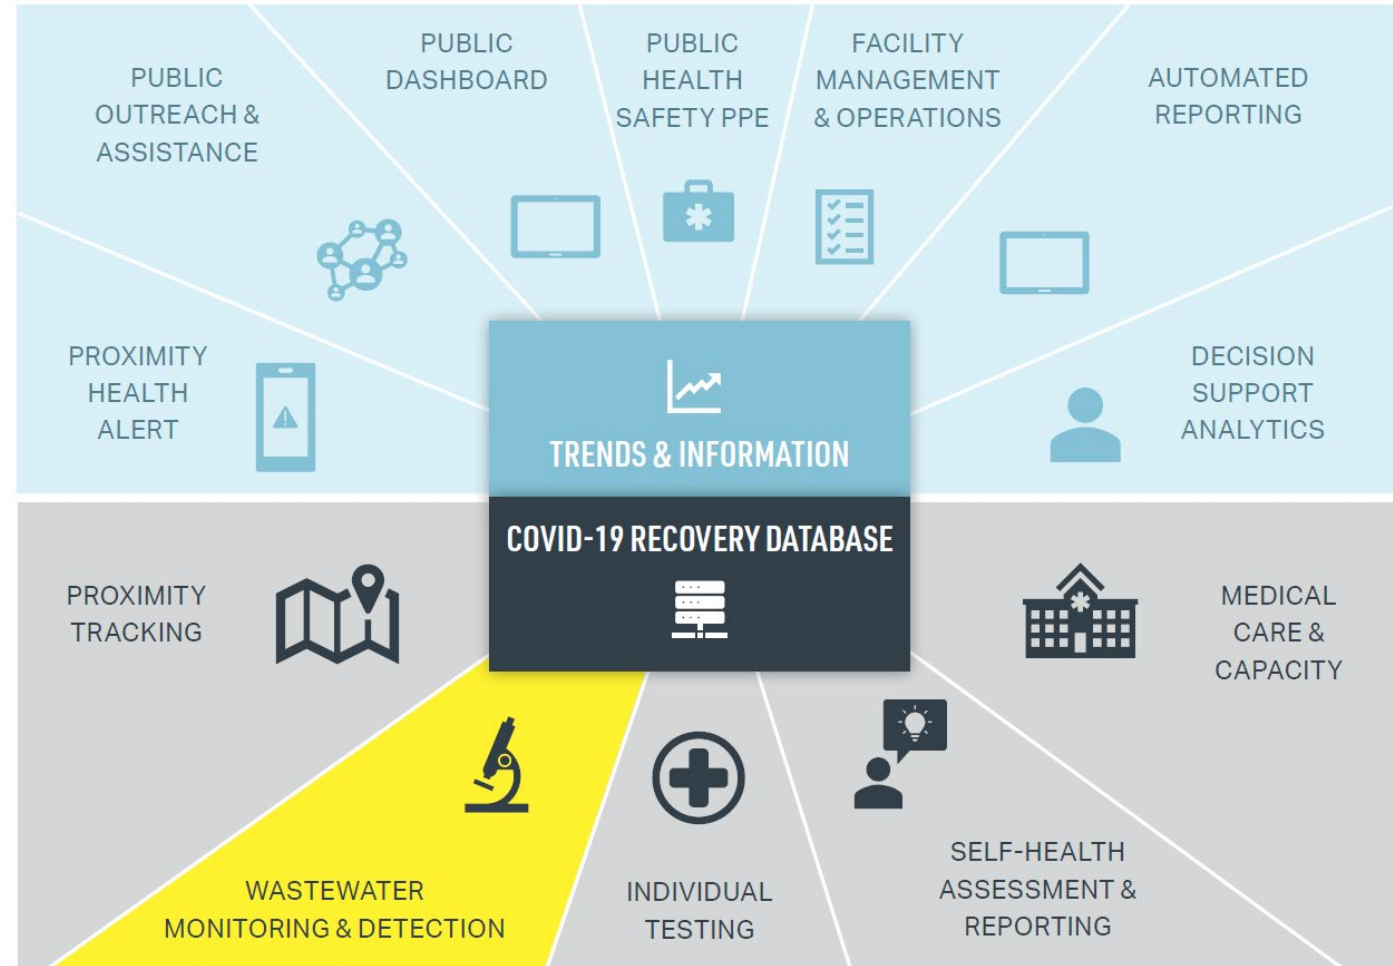 PUBLIC
OUTREACH &
ASSISTANCE
PUBLIC
DASHBOARD
PUBLIC
HEALTH
SAFETY PPE
FACILITY
MANAGEMENT
& OPERATIONS
AUTOMATED
REPORTING
PROXIMITY
HEALTH
ALERT
DECISION
SUPPORT
ANALYTICS
TRENDS & INFORMATION
COVID-19 RECOVERY DATABASE
PROXIMITY
TRACKING
MEDICAL
CARE &
CAPACITY
WASTEWATER
MONITORING & DETECTION
INDIVIDUAL
TESTING
SELF-HEALTH
ASSESSMENT &
REPORTING